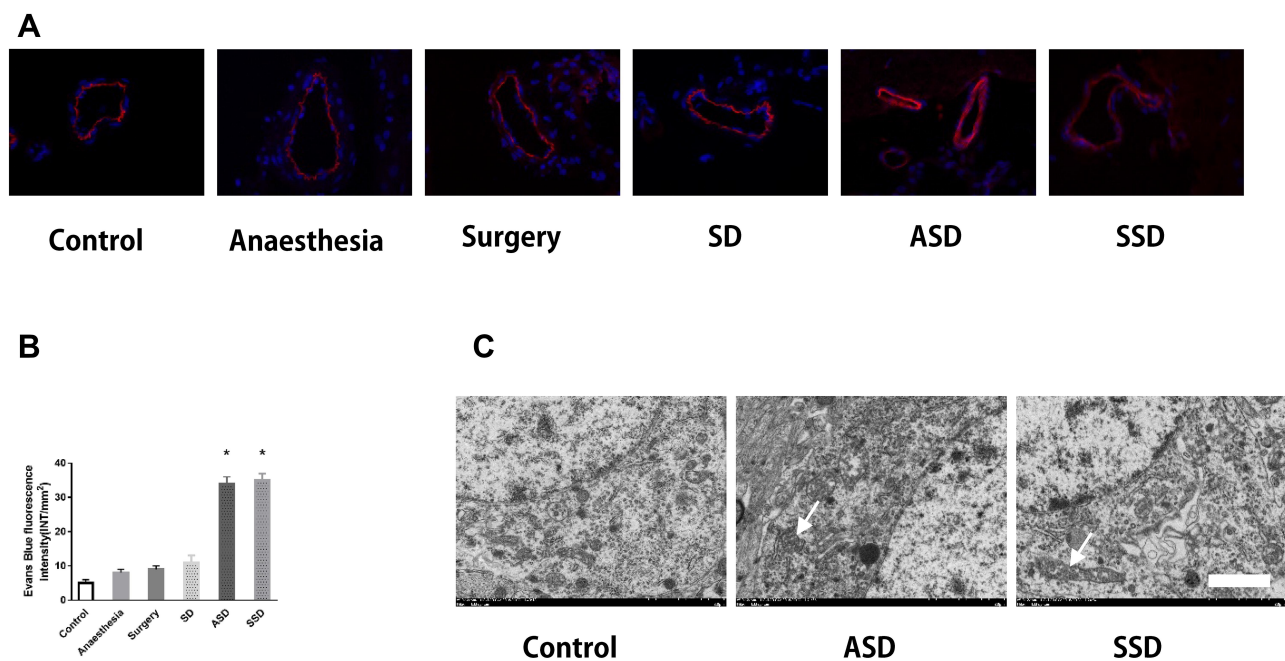 A
Control
Anaesthesia
Surgery
SD
ASD
SSD
B
C
Evans Blue fluorescence
Intensity(INT/mm²)
40
30
20
10
0
*
*
Control
Anaesthesia
Surgery
SD
ASD
SSD
Control
ASD
SSD